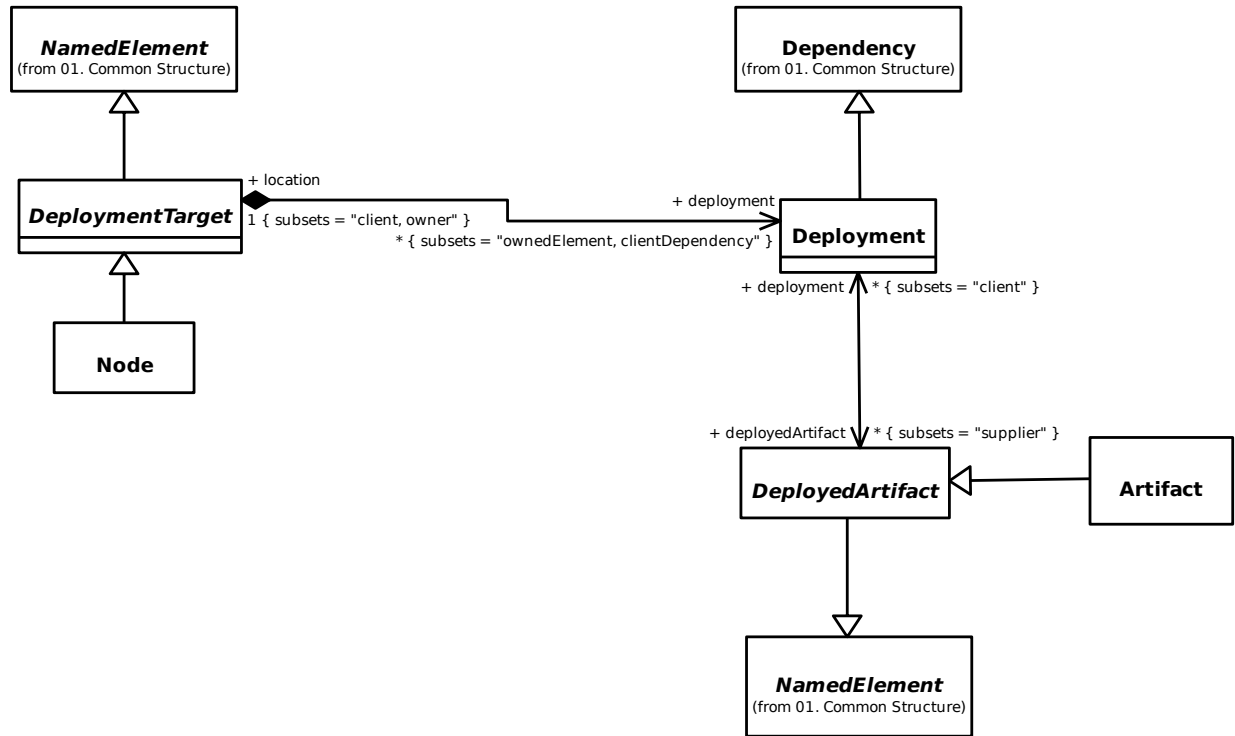 NamedElement
(from 01. Common Structure)
Dependency
(from 01. Common Structure)
+ location
DeploymentTarget
1 { subsets = "client, owner" }
+ deployment
* { subsets = "ownedElement, clientDependency" }
Deployment
+ deployment
* { subsets = "client" }
Node
+ deployedArtifact
* { subsets = "supplier" }
DeployedArtifact
Artifact
NamedElement
(from 01. Common Structure)